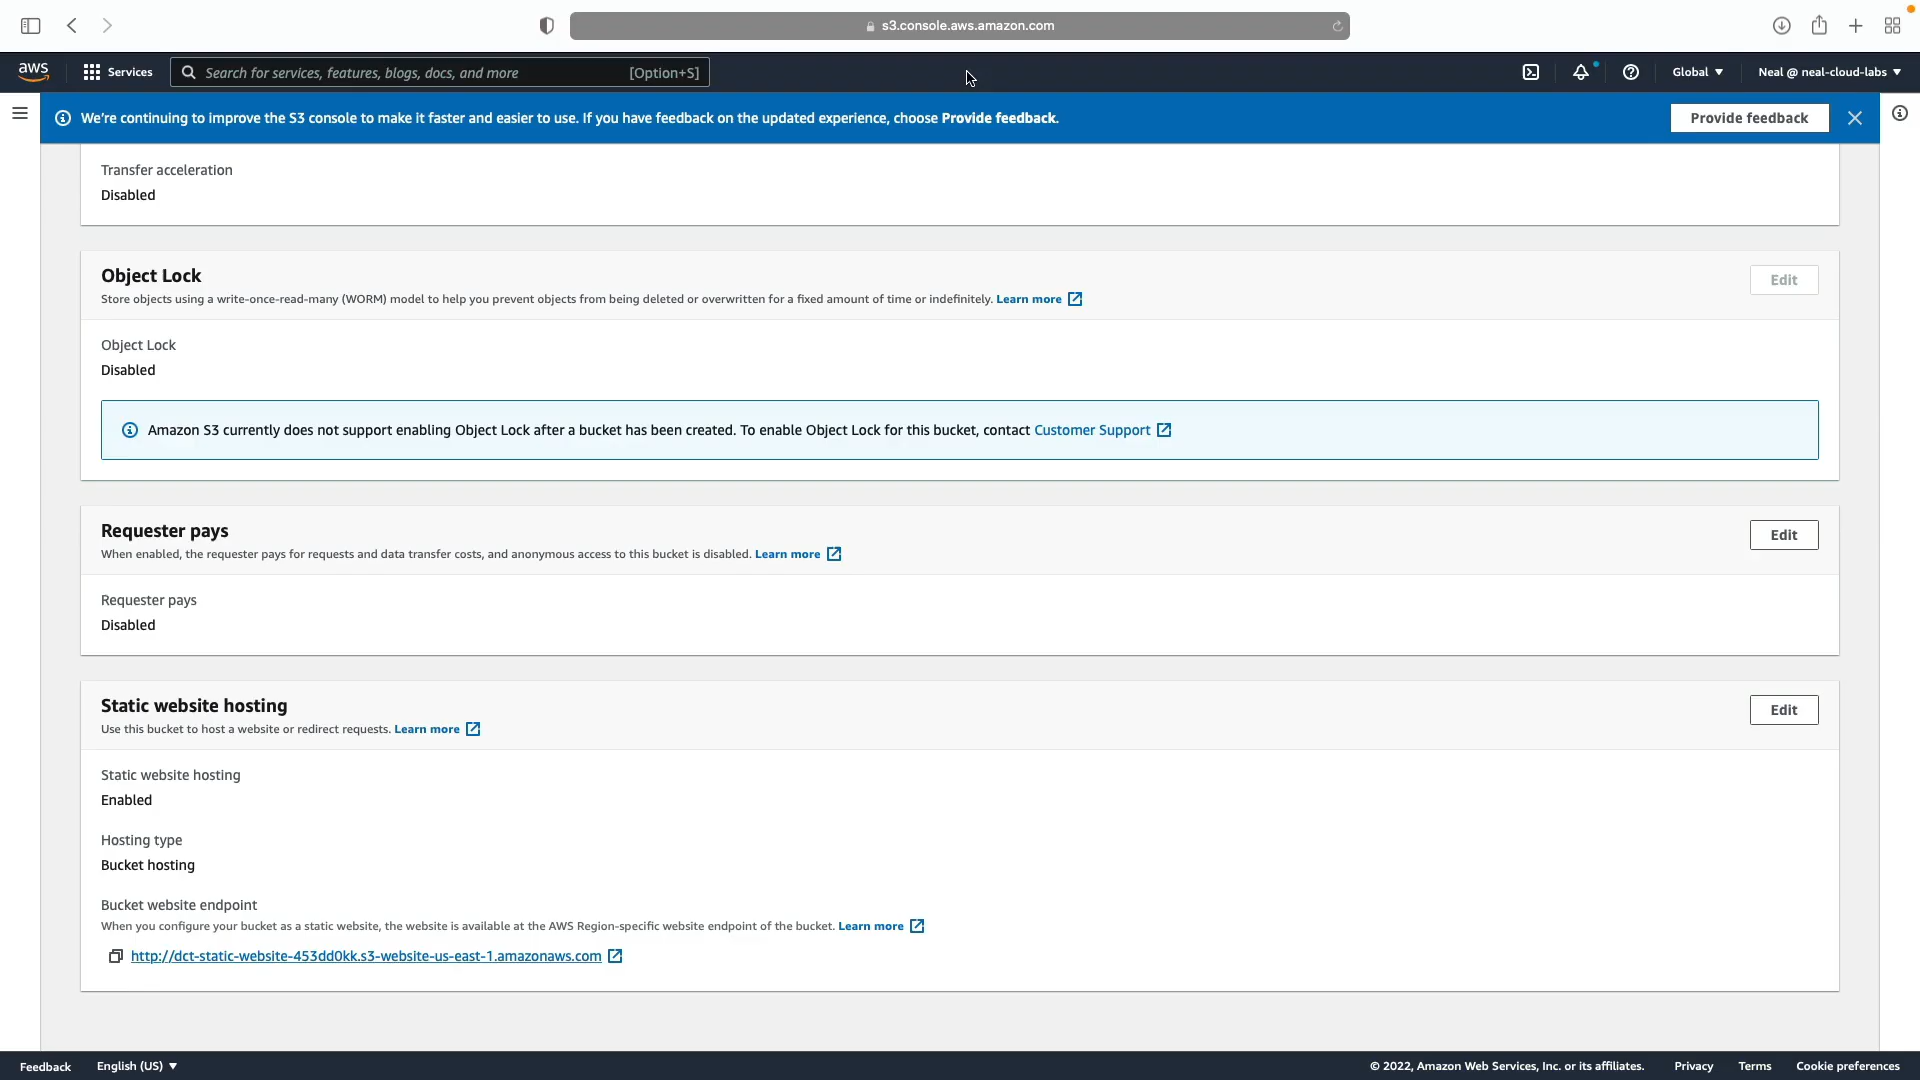 s3.console.aws.amazon.com
aws
Services
Search for services, features, blogs, docs, and more
[Option+S]
Global
Neal @ neal-cloud-labs
We're continuing to improve the S3 console to make it faster and easier to use. If you have feedback on the updated experience, choose Provide feedback.
Provide feedback
Transfer acceleration
Disabled
Object Lock
Edit
Store objects using a write-once-read-many (WORM) model to help you prevent objects from being deleted or overwritten for a fixed amount of time or indefinitely. Learn more
Object Lock
Disabled
Amazon S3 currently does not support enabling Object Lock after a bucket has been created. To enable Object Lock for this bucket, contact Customer Support
Requester pays
Edit
When enabled, the requester pays for requests and data transfer costs, and anonymous access to this bucket is disabled. Learn more
Requester pays
Disabled
Static website hosting
Edit
Use this bucket to host a website or redirect requests. Learn more
Static website hosting
Enabled
Hosting type
Bucket hosting
Bucket website endpoint
When you configure your bucket as a static website, the website is available at the AWS Region-specific website endpoint of the bucket. Learn more
http://dct-static-website-453dd0kk.s3-website-us-east-1.amazonaws.com
Feedback
English (US)
© 2022, Amazon Web Services, Inc. or its affiliates.
Privacy
Terms
Cookie preferences